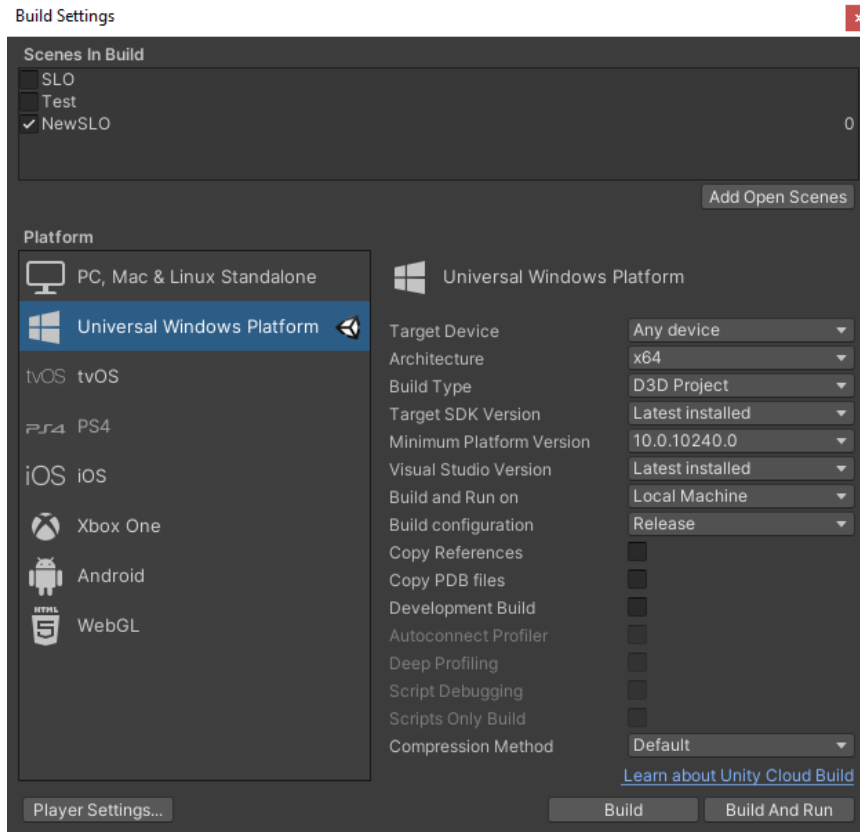 Build Settings
x
Scenes In Build
SLO
Test
NewSLO 0
Add Open Scenes
Platform
PC, Mac & Linux Standalone
Universal Windows Platform
tvOS tvOS
PS4 PS4
iOS iOS
Xbox One
Android
HTML 5 WebGL
Universal Windows Platform
Target Device Any device
Architecture x64
Build Type D3D Project
Target SDK Version Latest installed
Minimum Platform Version 10.0.10240.0
Visual Studio Version Latest installed
Build and Run on Local Machine
Build configuration Release
Copy References
Copy PDB files
Development Build
Autoconnect Profiler
Deep Profiling
Script Debugging
Scripts Only Build
Compression Method Default
Learn about Unity Cloud Build
Player Settings... Build Build And Run